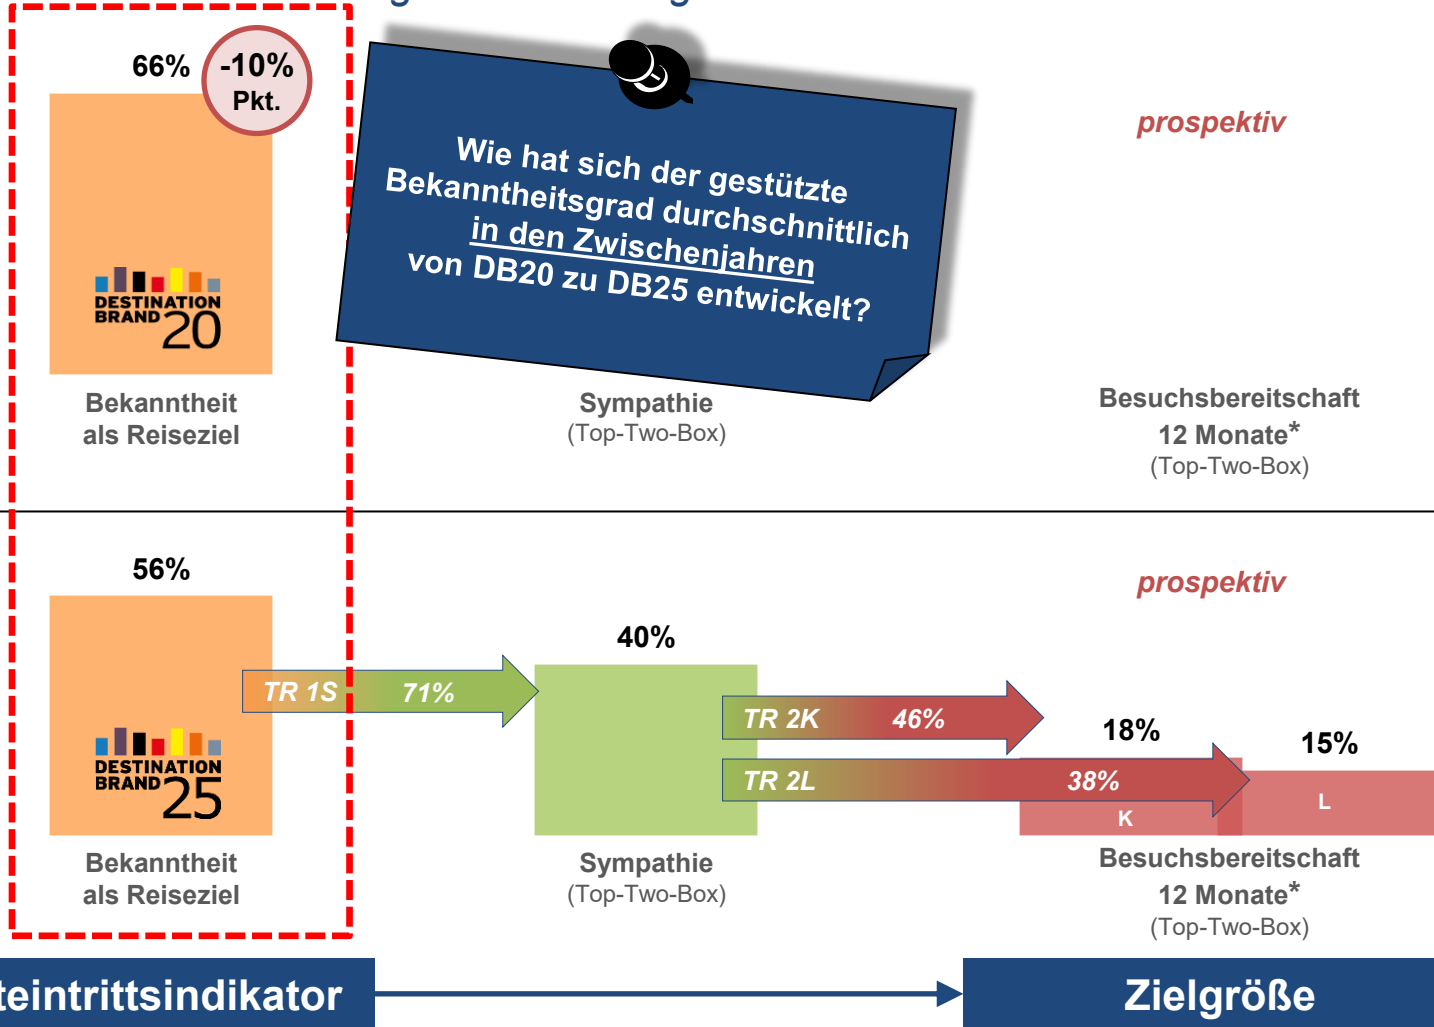 66%
-10%
Pkt.
Wie hat sich der gestützte
Bekanntheitsgrad durchschnittlich
in den Zwischenjahren
von DB20 zu DB25 entwickelt?
prospektiv
DESTINATION
BRAND 20
Bekanntheit
als Reiseziel
Sympathie
(Top-Two-Box)
Besuchsbereitschaft
12 Monate*
(Top-Two-Box)
56%
prospektiv
40%
TR 1S 71%
TR 2K 46%
18%
15%
TR 2L 38%
K
L
DESTINATION
BRAND 25
Bekanntheit
als Reiseziel
Sympathie
(Top-Two-Box)
Besuchsbereitschaft
12 Monate*
(Top-Two-Box)
teintrittsindikator
Zielgröße